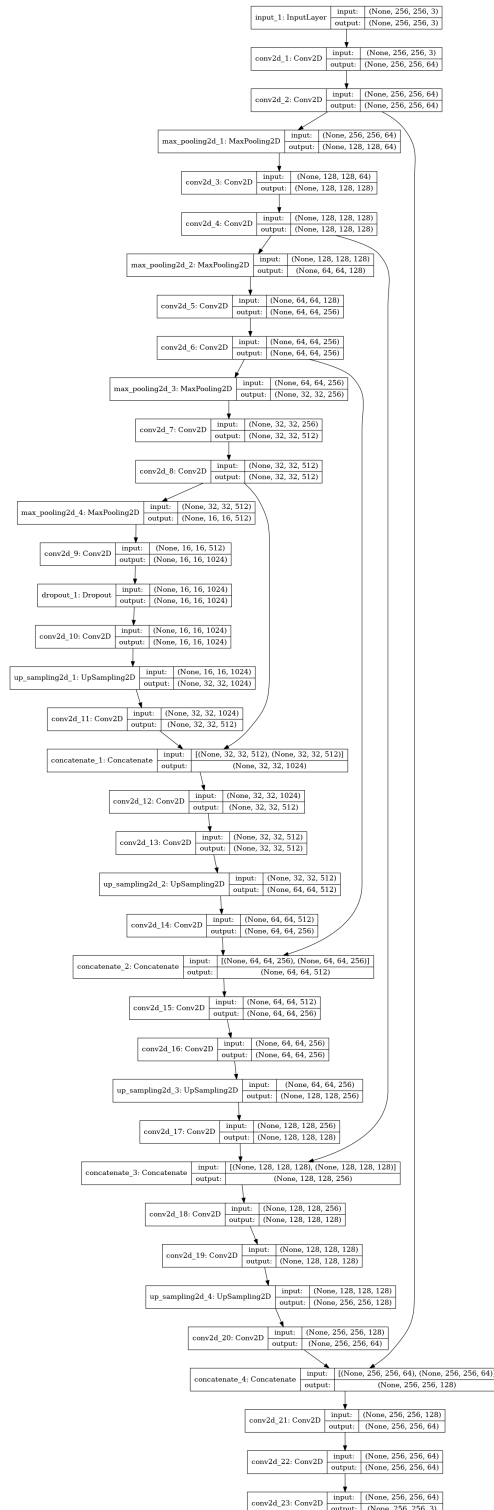 input_1: InputLayer input: (None, 256, 256, 3)
output: (None, 256, 256, 3)
conv2d_1: Conv2D input: (None, 256, 256, 3)
output: (None, 256, 256, 64)
conv2d_2: Conv2D input: (None, 256, 256, 64)
output: (None, 256, 256, 64)
max_pooling2d_1: MaxPooling2D input: (None, 256, 256, 64)
output: (None, 128, 128, 64)
conv2d_3: Conv2D input: (None, 128, 128, 64)
output: (None, 128, 128, 128)
conv2d_4: Conv2D input: (None, 128, 128, 128)
output: (None, 128, 128, 128)
max_pooling2d_2: MaxPooling2D input: (None, 128, 128, 128)
output: (None, 64, 64, 128)
conv2d_5: Conv2D input: (None, 64, 64, 128)
output: (None, 64, 64, 256)
conv2d_6: Conv2D input: (None, 64, 64, 256)
output: (None, 64, 64, 256)
max_pooling2d_3: MaxPooling2D input: (None, 64, 64, 256)
output: (None, 32, 32, 256)
conv2d_7: Conv2D input: (None, 32, 32, 256)
output: (None, 32, 32, 512)
conv2d_8: Conv2D input: (None, 32, 32, 512)
output: (None, 32, 32, 512)
max_pooling2d_4: MaxPooling2D input: (None, 32, 32, 512)
output: (None, 16, 16, 512)
conv2d_9: Conv2D input: (None, 16, 16, 512)
output: (None, 16, 16, 1024)
dropout_1: Dropout input: (None, 16, 16, 1024)
output: (None, 16, 16, 1024)
conv2d_10: Conv2D input: (None, 16, 16, 1024)
output: (None, 16, 16, 1024)
up_sampling2d_1: UpSampling2D input: (None, 16, 16, 1024)
output: (None, 32, 32, 1024)
conv2d_11: Conv2D input: (None, 32, 32, 1024)
output: (None, 32, 32, 512)
concatenate_1: Concatenate input: [(None, 32, 32, 512), (None, 32, 32, 512)]
output: (None, 32, 32, 1024)
conv2d_12: Conv2D input: (None, 32, 32, 1024)
output: (None, 32, 32, 512)
conv2d_13: Conv2D input: (None, 32, 32, 512)
output: (None, 32, 32, 512)
up_sampling2d_2: UpSampling2D input: (None, 32, 32, 512)
output: (None, 64, 64, 512)
conv2d_14: Conv2D input: (None, 64, 64, 512)
output: (None, 64, 64, 256)
concatenate_2: Concatenate input: [(None, 64, 64, 256), (None, 64, 64, 256)]
output: (None, 64, 64, 512)
conv2d_15: Conv2D input: (None, 64, 64, 512)
output: (None, 64, 64, 256)
conv2d_16: Conv2D input: (None, 64, 64, 256)
output: (None, 64, 64, 256)
up_sampling2d_3: UpSampling2D input: (None, 64, 64, 256)
output: (None, 128, 128, 256)
conv2d_17: Conv2D input: (None, 128, 128, 256)
output: (None, 128, 128, 128)
concatenate_3: Concatenate input: [(None, 128, 128, 128), (None, 128, 128, 128)]
output: (None, 128, 128, 256)
conv2d_18: Conv2D input: (None, 128, 128, 256)
output: (None, 128, 128, 128)
conv2d_19: Conv2D input: (None, 128, 128, 128)
output: (None, 128, 128, 128)
up_sampling2d_4: UpSampling2D input: (None, 128, 128, 128)
output: (None, 256, 256, 128)
conv2d_20: Conv2D input: (None, 256, 256, 128)
output: (None, 256, 256, 64)
concatenate_4: Concatenate input: [(None, 256, 256, 64), (None, 256, 256, 64)]
output: (None, 256, 256, 128)
conv2d_21: Conv2D input: (None, 256, 256, 128)
output: (None, 256, 256, 64)
conv2d_22: Conv2D input: (None, 256, 256, 64)
output: (None, 256, 256, 64)
conv2d_23: Conv2D input: (None, 256, 256, 64)
output: (None, 256, 256, 3)